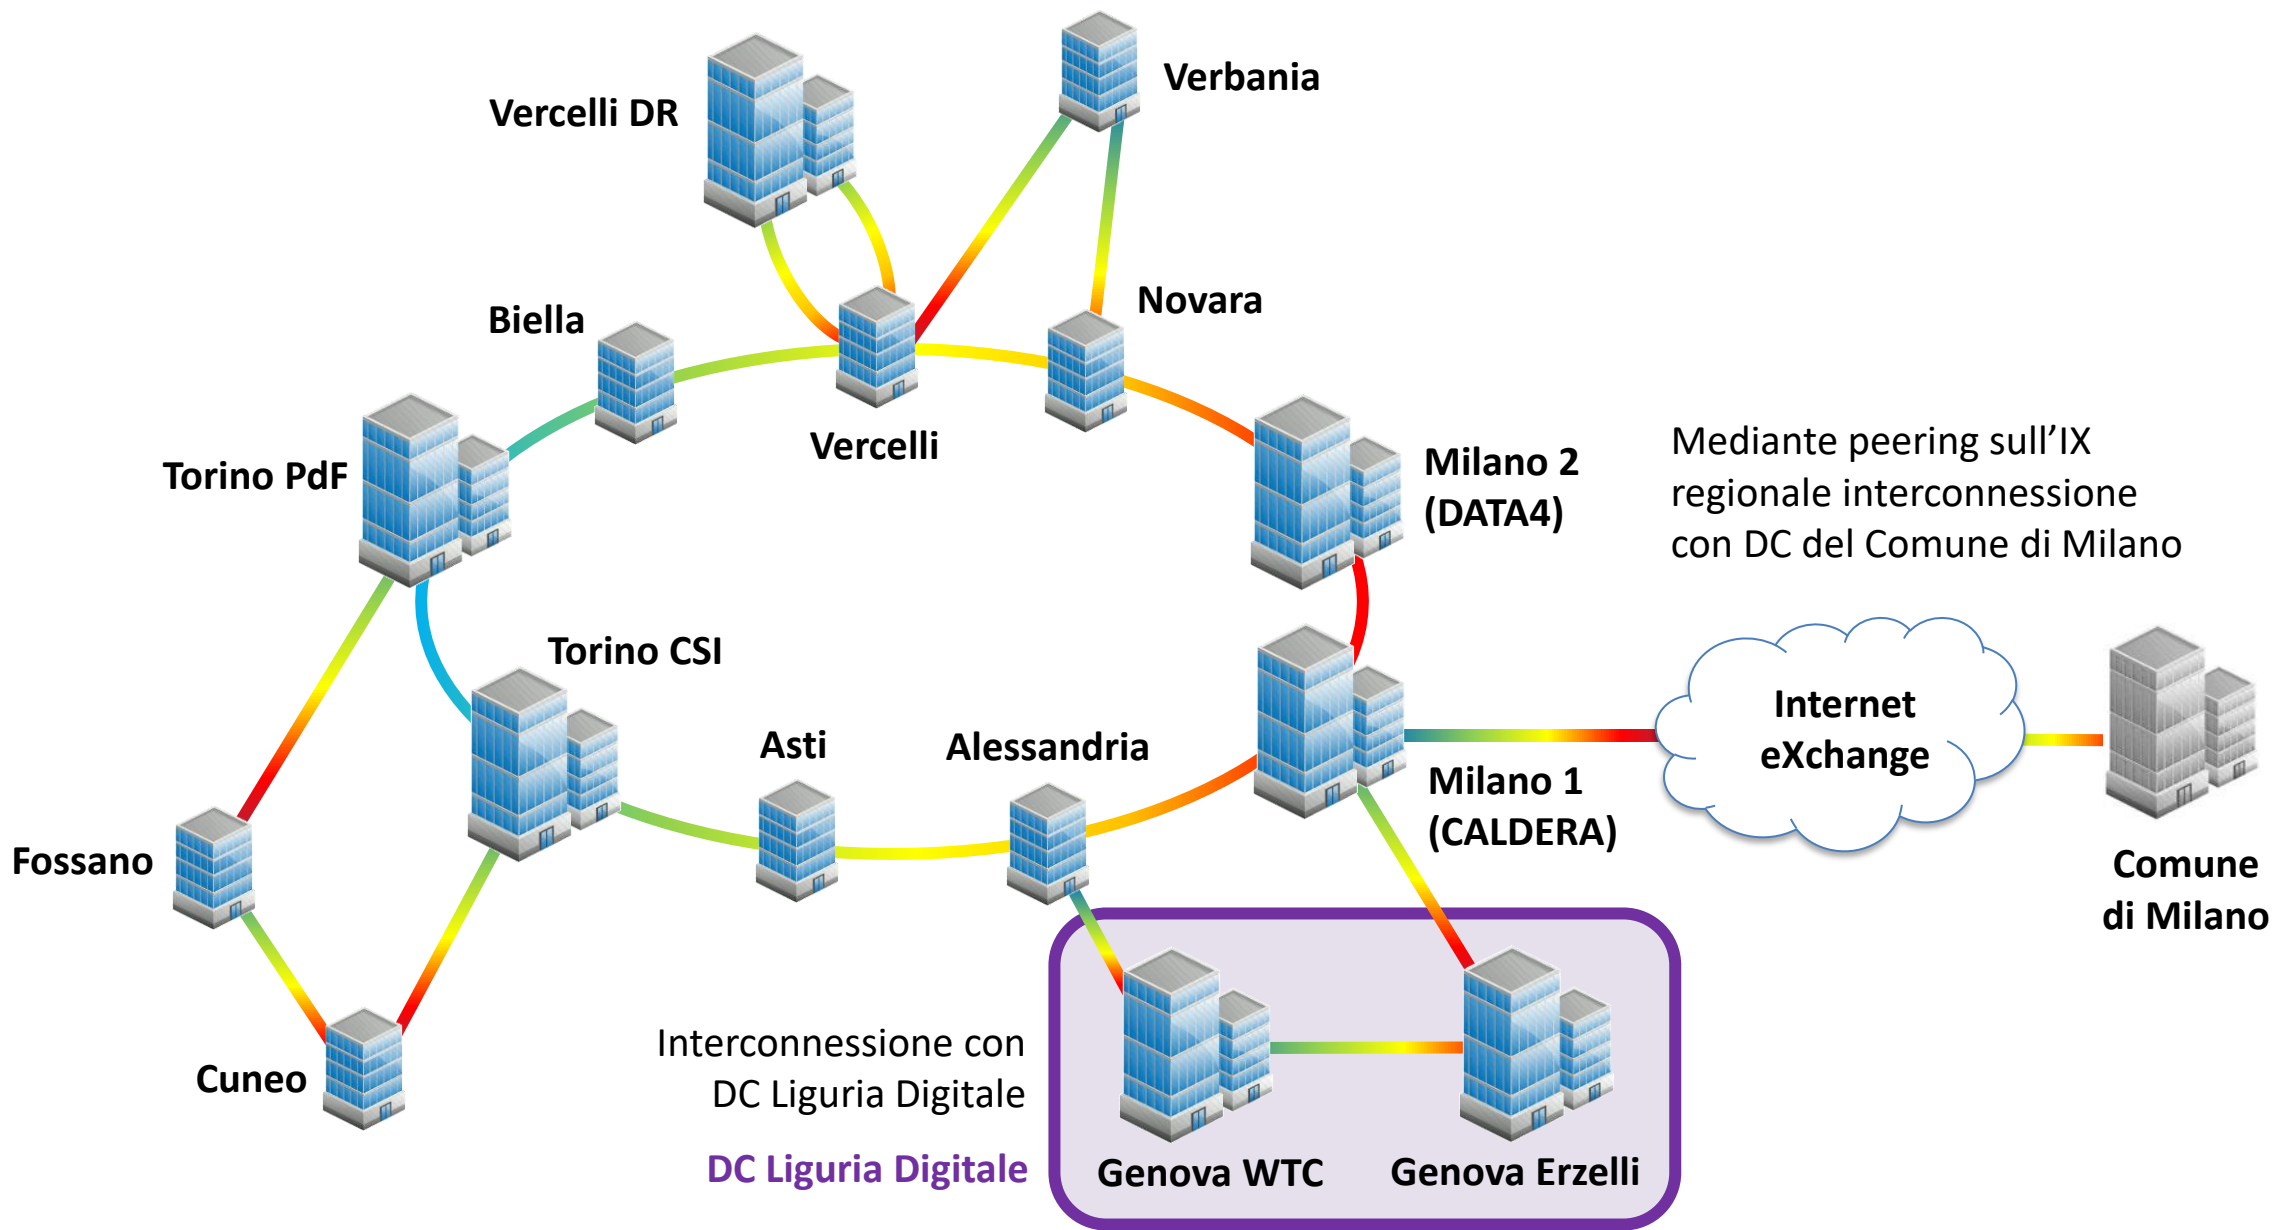 Verbania
Vercelli DR
Novara
Biella
Vercelli
Torino PdF
Milano 2
(DATA4)
Mediante peering sull’IX
regionale interconnessione
con DC del Comune di Milano
Torino CSI
Internet
eXchange
Asti
Alessandria
Milano 1
(CALDERA)
Fossano
Comune
di Milano
Cuneo
Interconnessione con
DC Liguria Digitale
DC Liguria Digitale
Genova WTC
Genova Erzelli